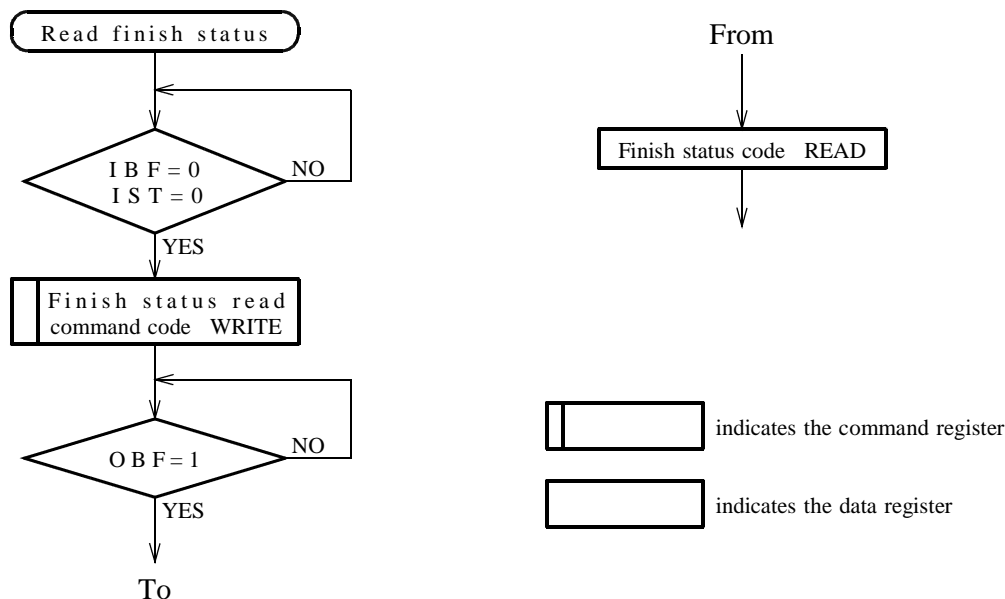 Read finish status
IBF=0
IST=0
NO
YES
Finish status read
command code WRITE
OBF=1
NO
YES
To
From
Finish status code READ
indicates the command register
indicates the data register